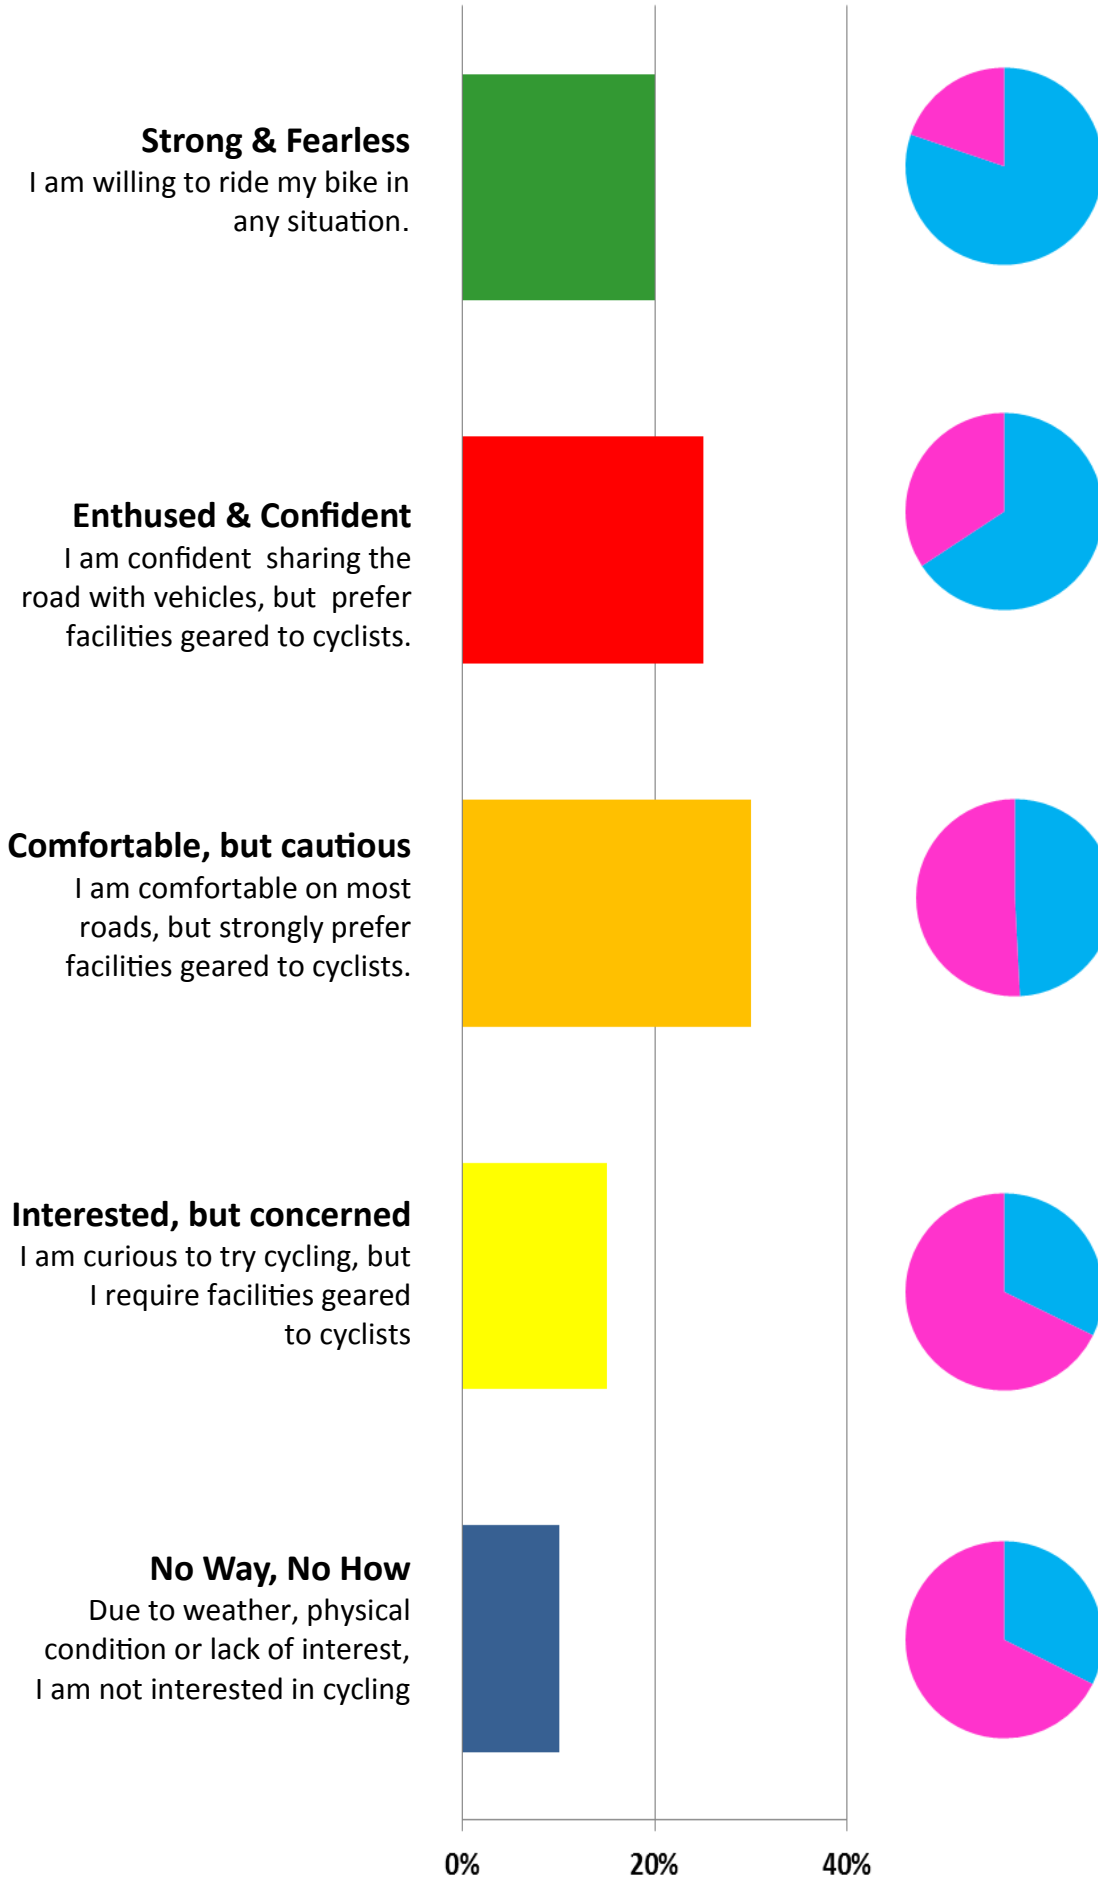 Strong & Fearless
I am willing to ride my bike in
any situation.
Enthused & Confident
I am confident sharing the
road with vehicles, but prefer
facilities geared to cyclists.
Comfortable, but cautious
I am comfortable on most
roads, but strongly prefer
facilities geared to cyclists.
Interested, but concerned
I am curious to try cycling, but
I require facilities geared
to cyclists
No Way, No How
Due to weather, physical
condition or lack of interest,
I am not interested in cycling
0% 20% 40%